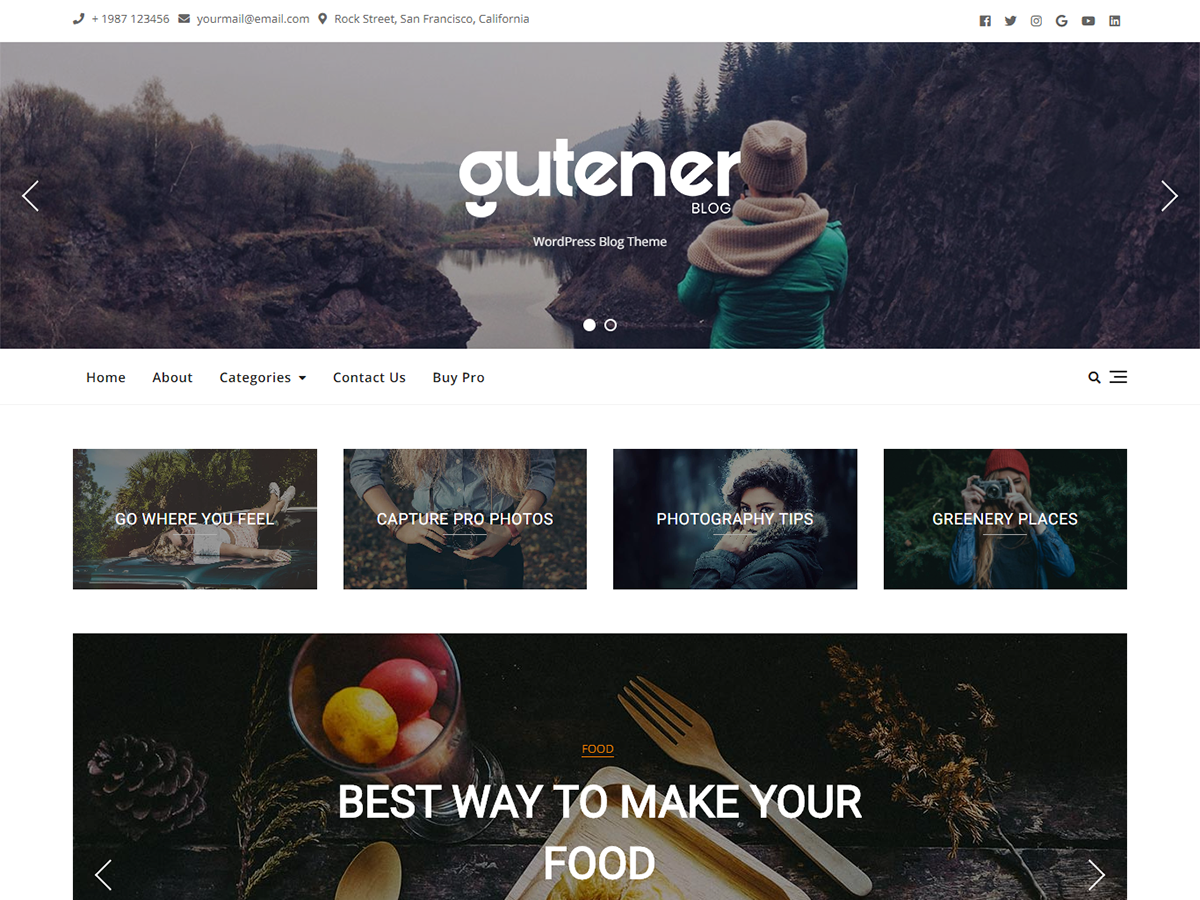 + 1987 123456 yourmail@email.com Rock Street, San Francisco, California
gutener
BLOG
WordPress Blog Theme
Home About Categories Contact Us Buy Pro
GO WHERE YOU FEEL CAPTURE PRO PHOTOS PHOTOGRAPHY TIPS GREENERY PLACES
FOOD
BEST WAY TO MAKE YOUR
FOOD